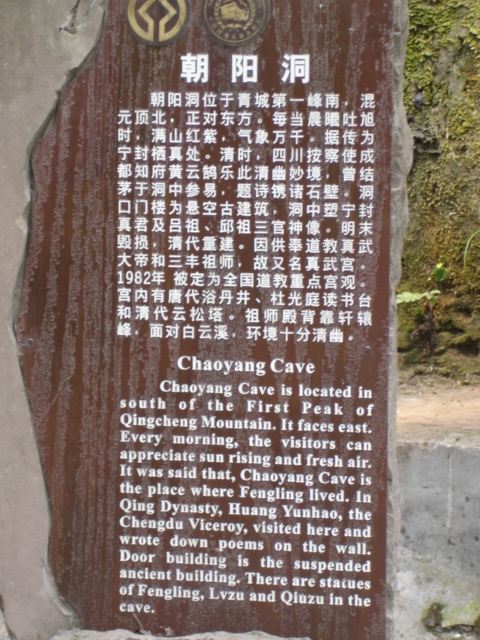 朝阳洞
朝阳洞位于青城第一峰南，混
元顶北，正对东方。每当晨曦吐旭
时，满山红紫，气象万千。据传为
宁封栖真处。清时，四川按察使成
都知府黄云鹄乐此清幽妙境，曾结
茅于洞中参易，题诗镌诸石壁。洞
口门楼为悬空古建筑，洞中塑宁封
真君及吕祖、邱祖三官神像。明末
毁损，清代重建。因供奉道教真武
大帝和三丰祖师，故又名真武宫。
1982年 被定为全国道教重点宫观。
宫内有唐代浴丹井、杜光庭读书台
和清代云松塔。祖师殿背靠轩辕
峰，面对白云溪，环境十分清幽。
Chaoyang Cave
Chaoyang Cave is located in
south of the First Peak of
Qingcheng Mountain. It faces east.
Every morning, the visitors can
appreciate sun rising and fresh air.
It was said that, Chaoyang Cave is
the place where Fengling lived. In
Qing Dynasty, Huang Yunhao, the
Chengdu Viceroy, visited here and
wrote down poems on the wall.
Door building is the suspended
ancient building. There are statues
of Fengling, Lvzu and Qiuzu in the
cave.